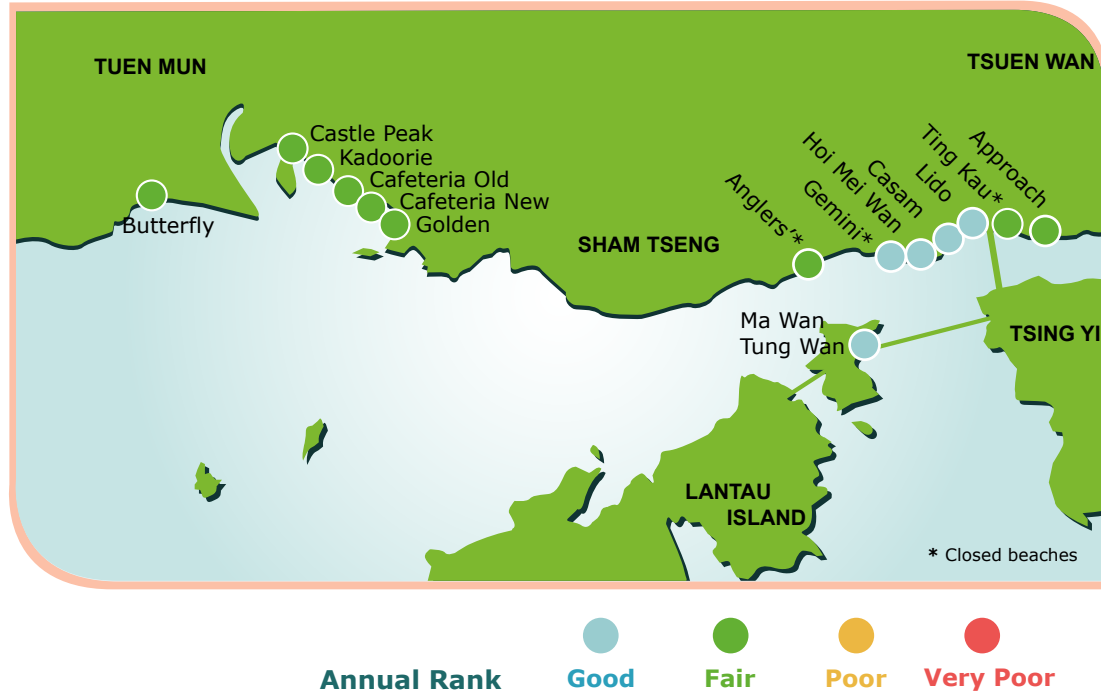 TUEN MUN
TSUEN WAN
Castle Peak
Kadoorie
Cafeteria Old
Cafeteria New
Golden
Butterfly
SHAM TSENG
Anglers’*
Gemini*
Hoi Mei Wan
Casam
Lido
Ting Kau*
Approach
Ma Wan
Tung Wan
TSING YI
LANTAU
ISLAND
* Closed beaches
Annual Rank
Good
Fair
Poor
Very Poor